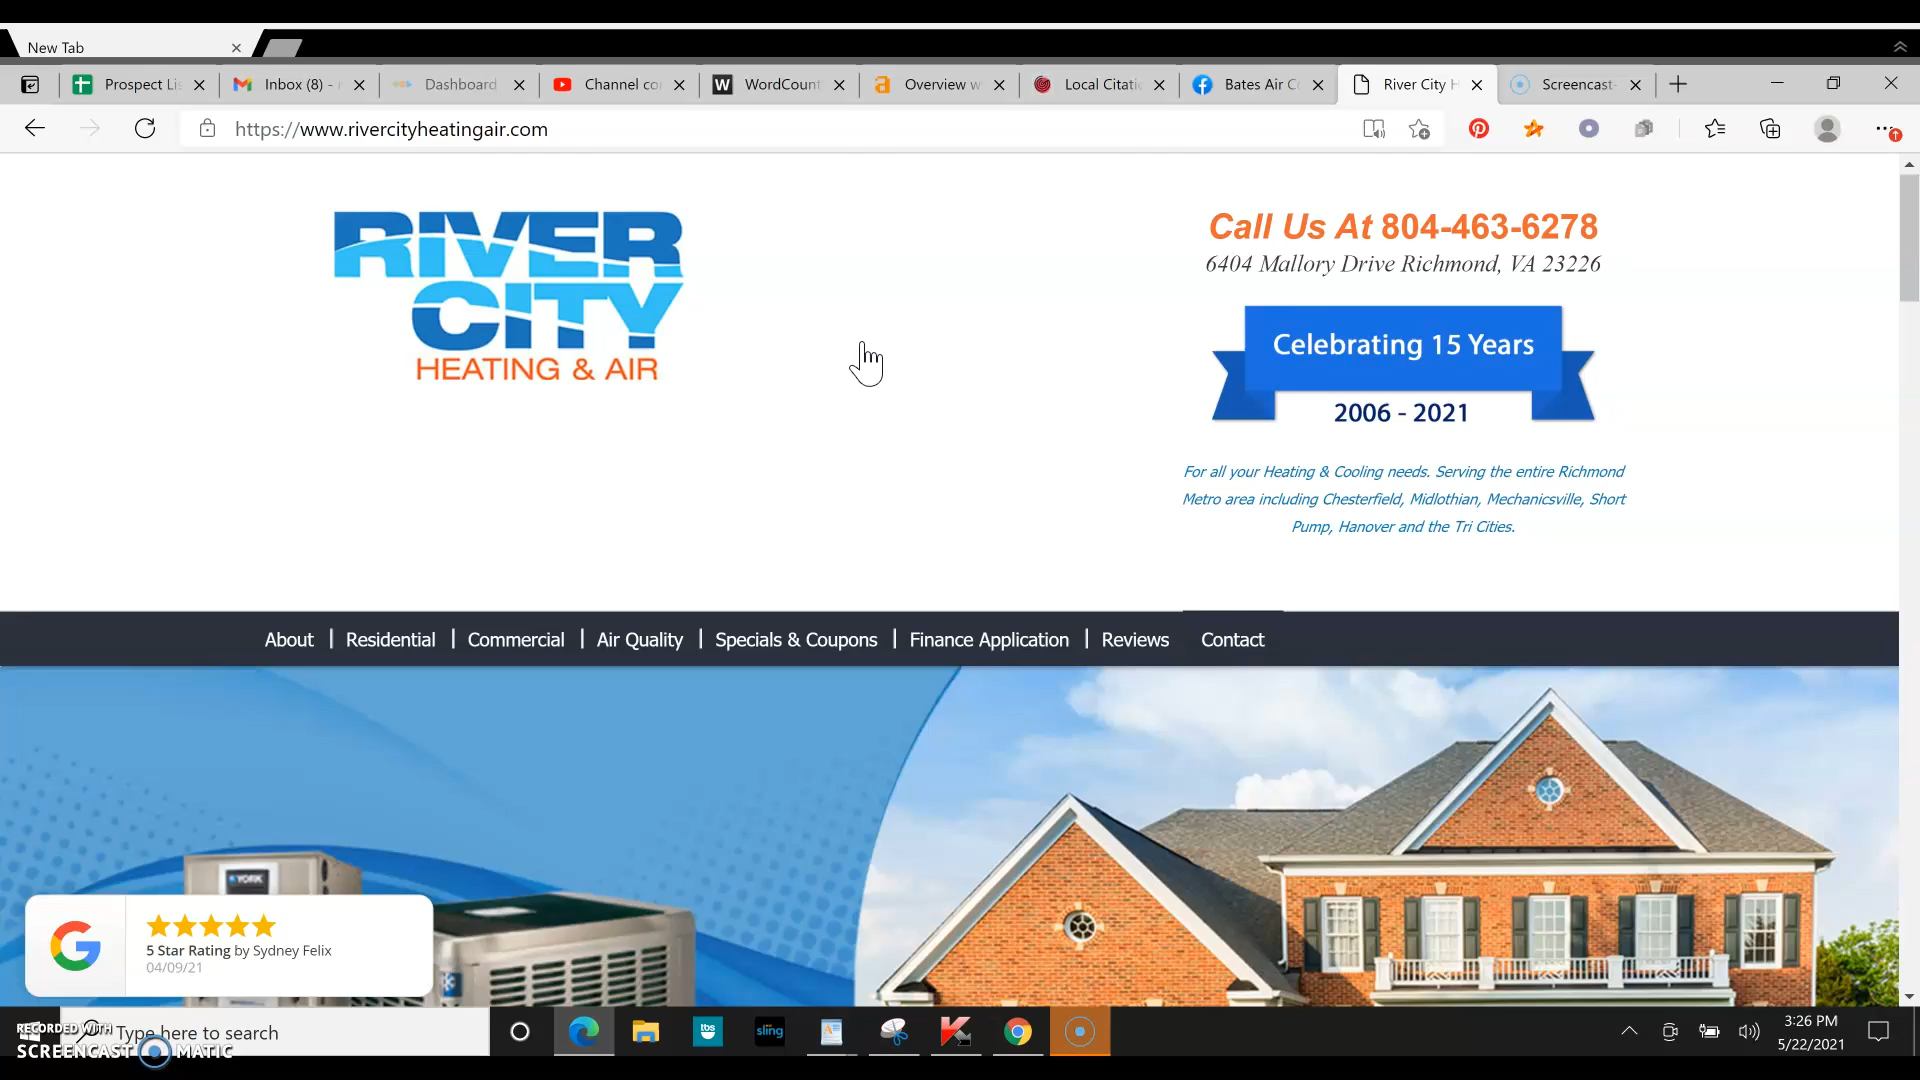 New Tab
Prospect Lis
Inbox (8) -
Dashboard
Channel co
WordCount
Overview w
Local Citati
Bates Air C
River City H
Screencast-
https://www.rivercityheatingair.com
RIVER
CITY
HEATING & AIR
Call Us At 804-463-6278
6404 Mallory Drive Richmond, VA 23226
Celebrating 15 Years
2006 - 2021
For all your Heating & Cooling needs. Serving the entire Richmond
Metro area including Chesterfield, Midlothian, Mechanicsville, Short
Pump, Hanover and the Tri Cities.
About | Residential | Commercial | Air Quality | Specials & Coupons | Finance Application | Reviews Contact
YORK
5 Star Rating by Sydney Felix
04/09/21
RECORDED WITH
SCREENCAST MATIC
Type here to search
tbs
sling
3:26 PM
5/22/2021